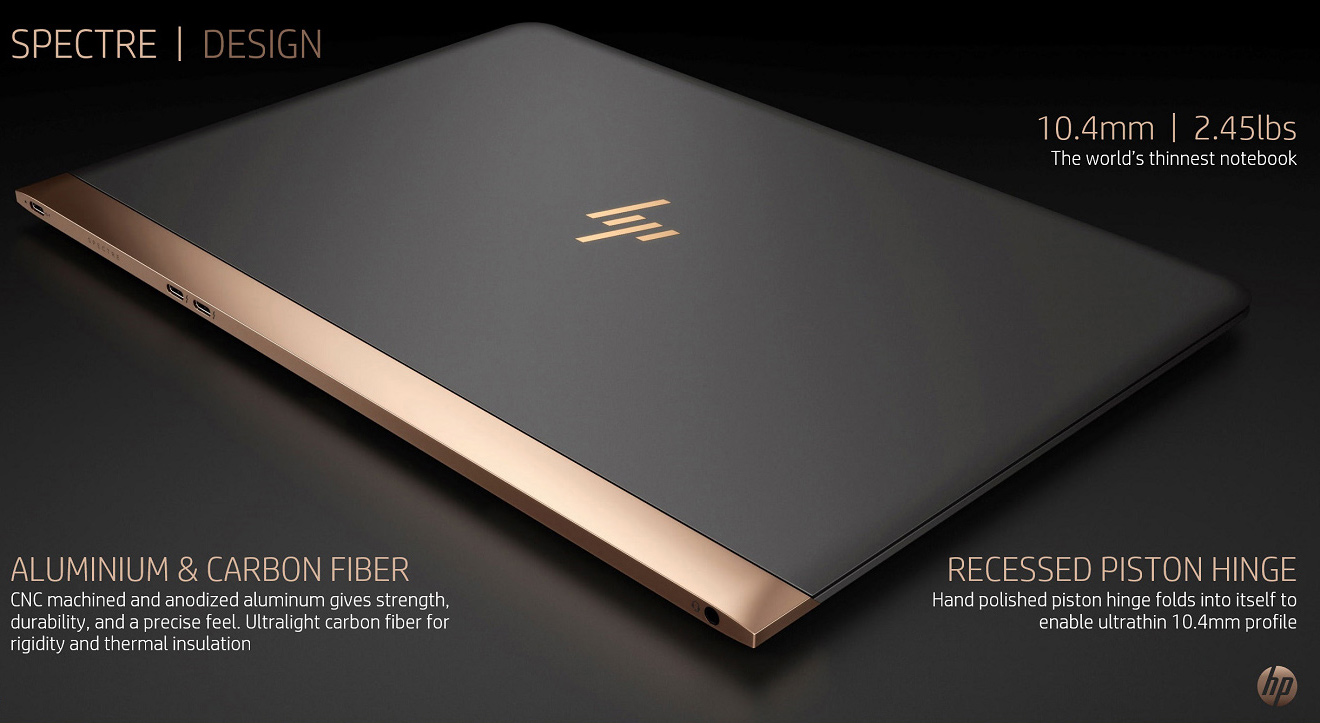 SPECTRE | DESIGN
10.4mm | 2.45lbs
The world's thinnest notebook
SPECTRE
ALUMINIUM & CARBON FIBER
CNC machined and anodized aluminum gives strength,
durability, and a precise feel. Ultralight carbon fiber for
rigidity and thermal insulation
RECESSED PISTON HINGE
Hand polished piston hinge folds into itself to
enable ultrathin 10.4mm profile
hp